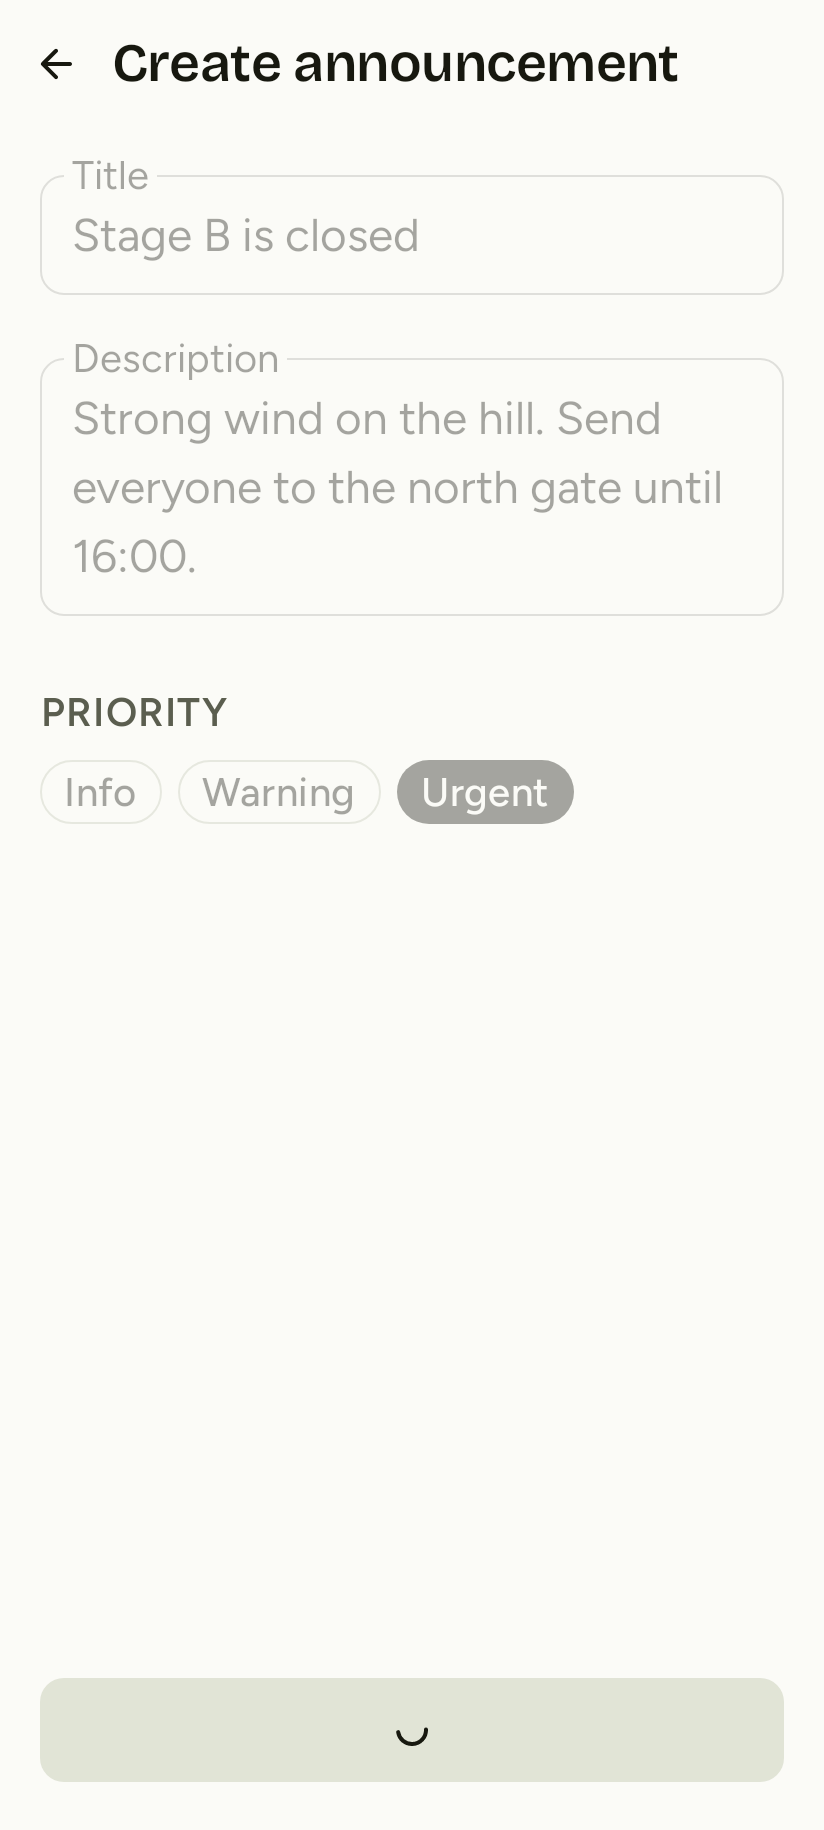 Create announcement
Title
Stage B is closed
Description
Strong wind on the hill. Send
everyone to the north gate until
16:00.
PRIORITY
Info
Warning
Urgent